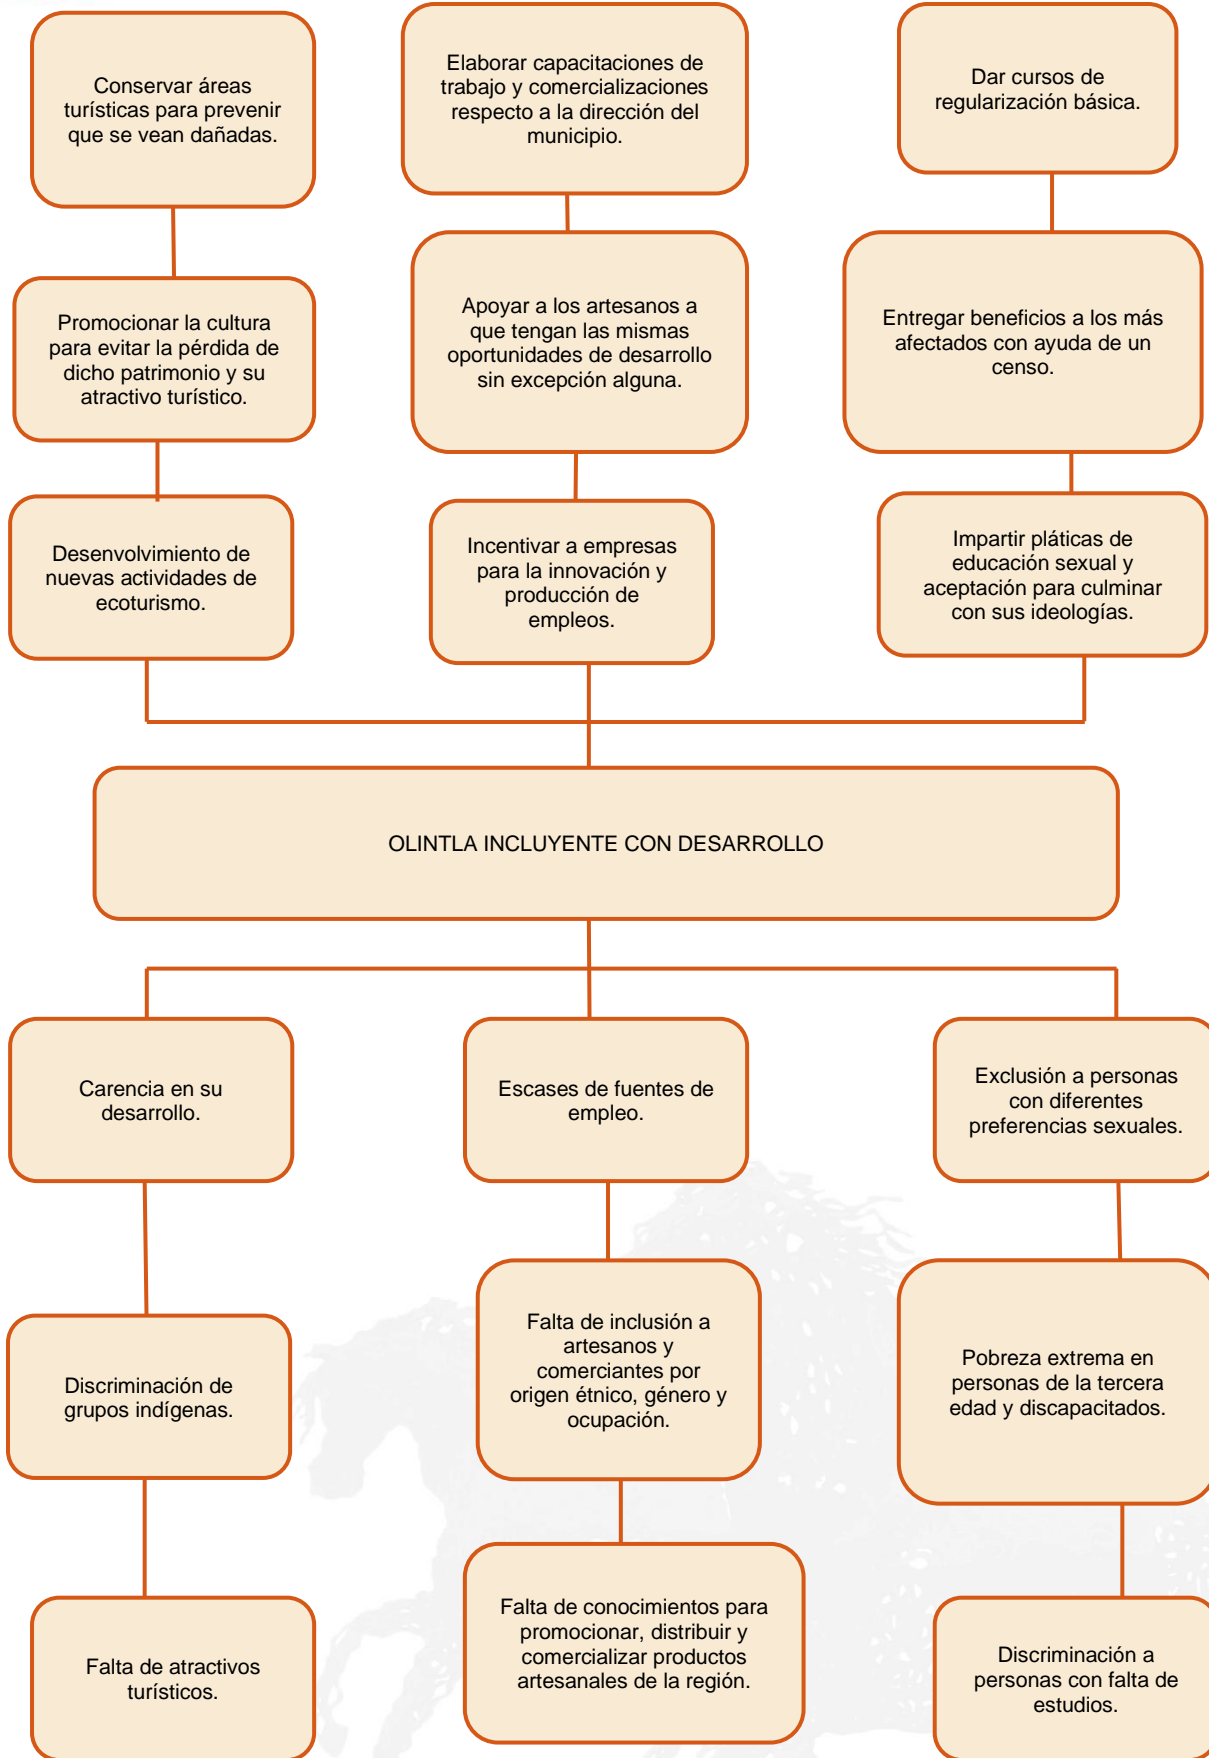 Conservar áreas
turísticas para prevenir
que se vean dañadas.
Elaborar capacitaciones de
trabajo y comercializaciones
respecto a la dirección del
municipio.
Dar cursos de
regularización básica.
Promocionar la cultura
para evitar la pérdida de
dicho patrimonio y su
atractivo turístico.
Apoyar a los artesanos a
que tengan las mismas
oportunidades de desarrollo
sin excepción alguna.
Entregar beneficios a los más
afectados con ayuda de un
censo.
Desenvolvimiento de
nuevas actividades de
ecoturismo.
Incentivar a empresas
para la innovación y
producción de
empleos.
Impartir pláticas de
educación sexual y
aceptación para culminar
con sus ideologías.
OLINTLA INCLUYENTE CON DESARROLLO
Carencia en su
desarrollo.
Escases de fuentes de
empleo.
Exclusión a personas
con diferentes
preferencias sexuales.
Discriminación de
grupos indígenas.
Falta de inclusión a
artesanos y
comerciantes por
origen étnico, género y
ocupación.
Pobreza extrema en
personas de la tercera
edad y discapacitados.
Falta de atractivos
turísticos.
Falta de conocimientos para
promocionar, distribuir y
comercializar productos
artesanales de la región.
Discriminación a
personas con falta de
estudios.